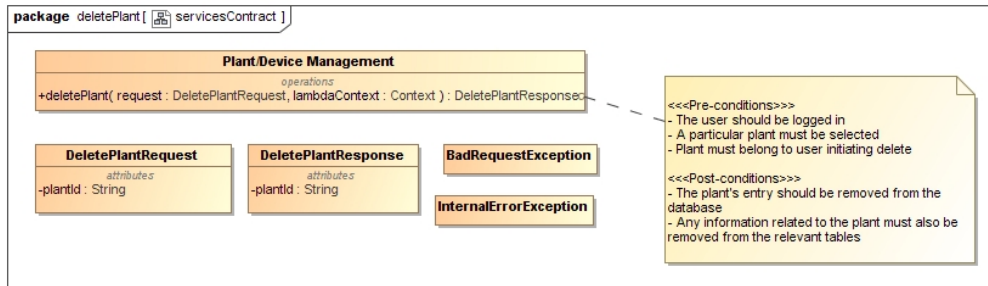 package deletePlant [ servicesContract ]
Plant/Device Management
operations
+deletePlant( request : DeletePlantRequest, lambdaContext : Context ) : DeletePlantResponse
<<<Pre-conditions>>>
- The user should be logged in
- A particular plant must be selected
- Plant must belong to user initiating delete
<<<Post-conditions>>>
- The plant's entry should be removed from the
database
- Any information related to the plant must also be
removed from the relevant tables
DeletePlantRequest
attributes
-plantId : String
DeletePlantResponse
attributes
-plantId : String
BadRequestException
InternalErrorException